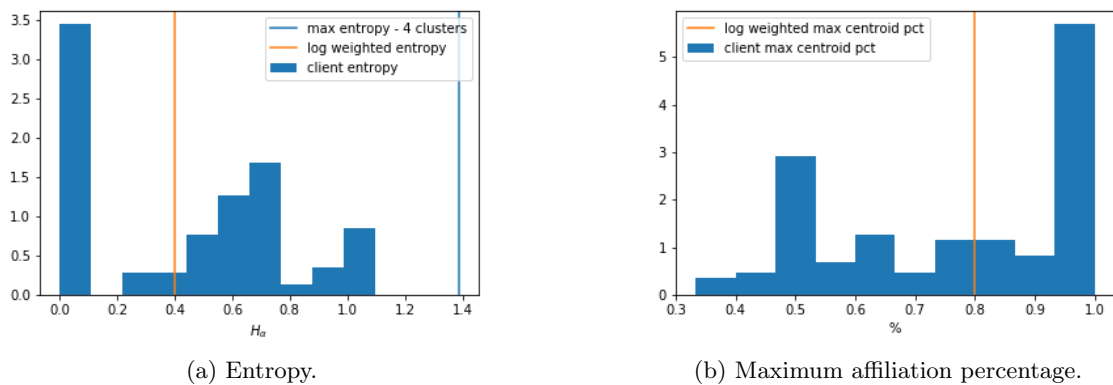 3.5
3.0
2.5
2.0
1.5
1.0
0.5
0.0
max entropy - 4 clusters
log weighted entropy
client entropy
0.0 0.2 0.4 0.6 0.8 1.0 1.2 1.4
Hα
(a) Entropy.
5
4
3
2
1
0
log weighted max centroid pct
client max centroid pct
0.3 0.4 0.5 0.6 0.7 0.8 0.9 1.0
%
(b) Maximum affiliation percentage.